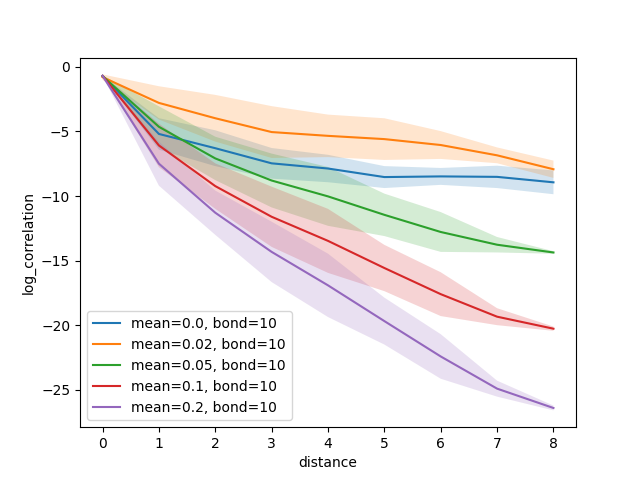 0
−5
−10
−15
−20
−25
log_correlation
mean=0.0, bond=10
mean=0.02, bond=10
mean=0.05, bond=10
mean=0.1, bond=10
mean=0.2, bond=10
0 1 2 3 4 5 6 7 8
distance